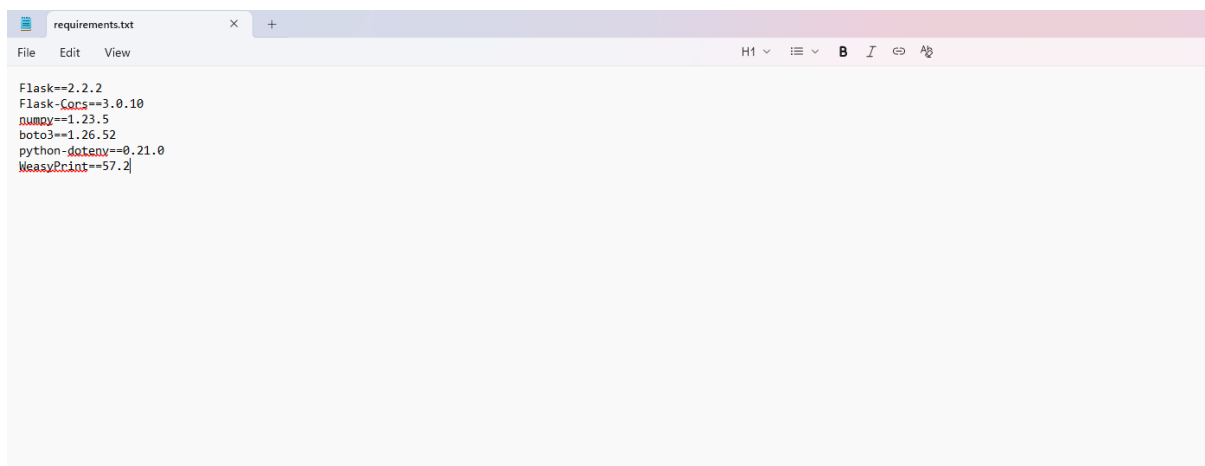 requirements.txt
File Edit View H1 B I
Flask==2.2.2
Flask-Cors==3.0.10
numpy==1.23.5
boto3==1.26.52
python-dotenv==0.21.0
WeasyPrint==57.2